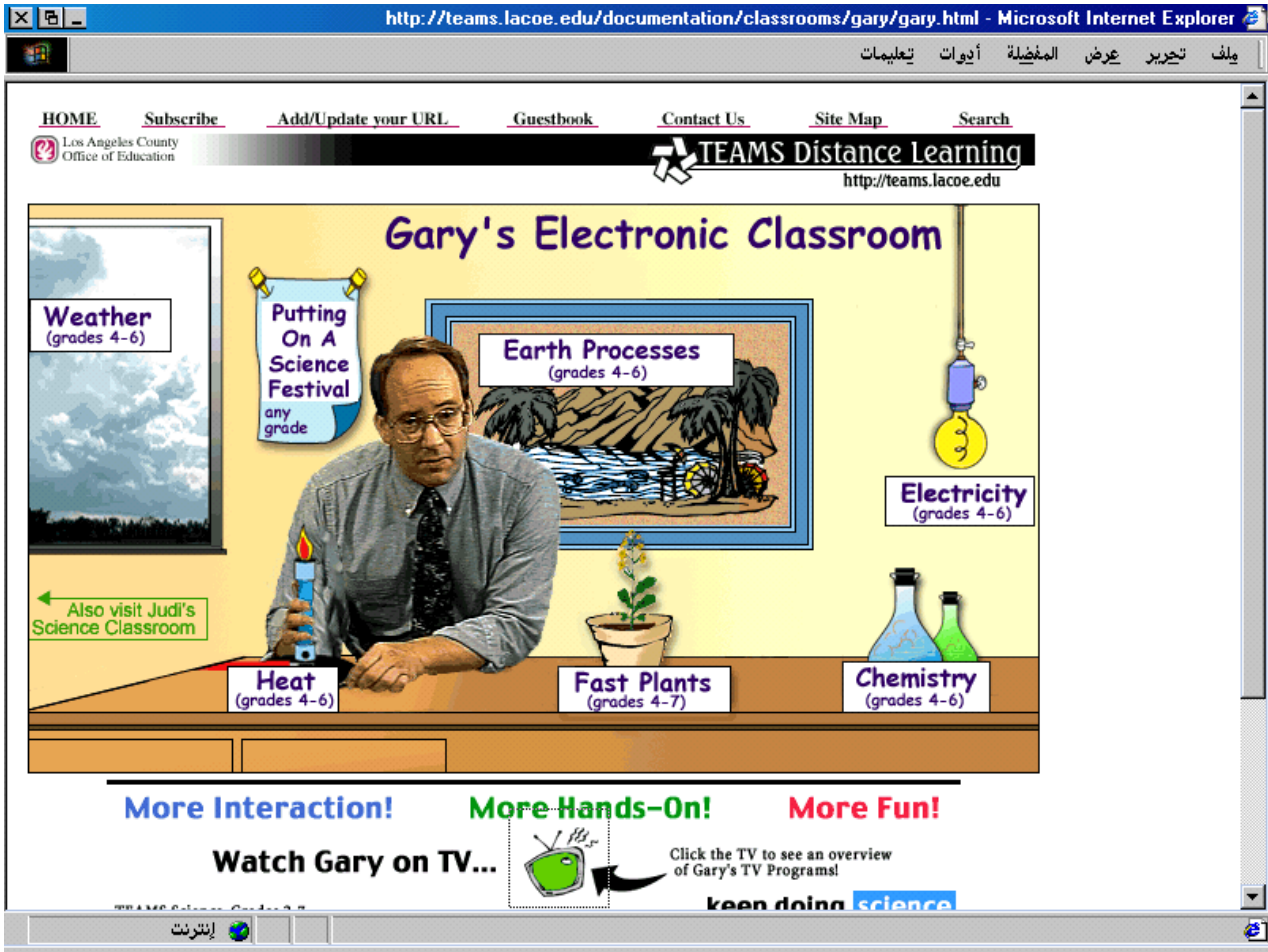 http://teams.lacoe.edu/documentation/classrooms/gary/gary.html - Microsoft Internet Explorer
ملف تحرير عرض المفضلة أدوات تعليمات
HOME Subscribe Add/Update your URL Guestbook Contact Us Site Map Search
Los Angeles County
Office of Education
TEAMS Distance Learning
http://teams.lacoe.edu
Gary's Electronic Classroom
Weather
(grades 4-6)
Putting
On A
Science
Festival
any
grade
Earth Processes
(grades 4-6)
Electricity
(grades 4-6)
Also visit Judi's
Science Classroom
Heat
(grades 4-6)
Fast Plants
(grades 4-7)
Chemistry
(grades 4-6)
More Interaction! More Hands-On! More Fun!
Watch Gary on TV...
Click the TV to see an overview
of Gary's TV Programs!
keep doing science
إنترنت